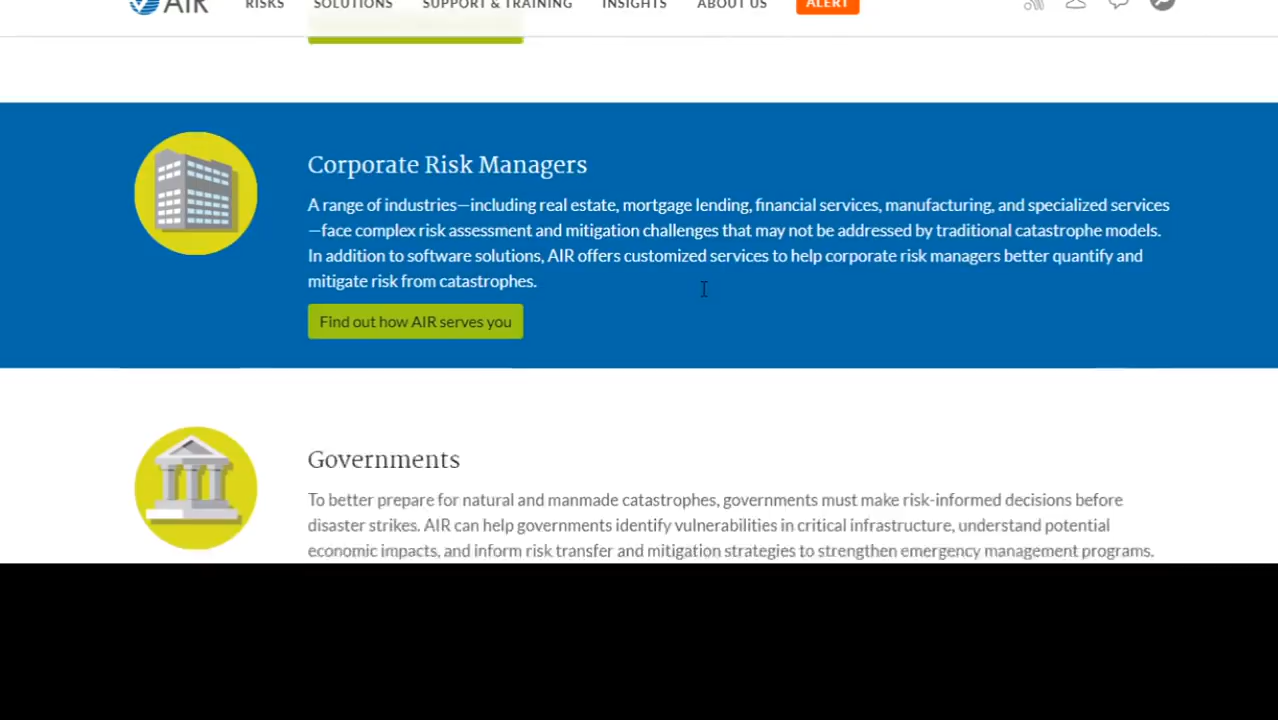 AIR RISKS SOLUTIONS SUPPORT & TRAINING INSIGHTS ABOUT US ALERT
Corporate Risk Managers
A range of industries—including real estate, mortgage lending, financial services, manufacturing, and specialized services
—face complex risk assessment and mitigation challenges that may not be addressed by traditional catastrophe models.
In addition to software solutions, AIR offers customized services to help corporate risk managers better quantify and
mitigate risk from catastrophes.
Find out how AIR serves you
Governments
To better prepare for natural and manmade catastrophes, governments must make risk-informed decisions before
disaster strikes. AIR can help governments identify vulnerabilities in critical infrastructure, understand potential
economic impacts, and inform risk transfer and mitigation strategies to strengthen emergency management programs.